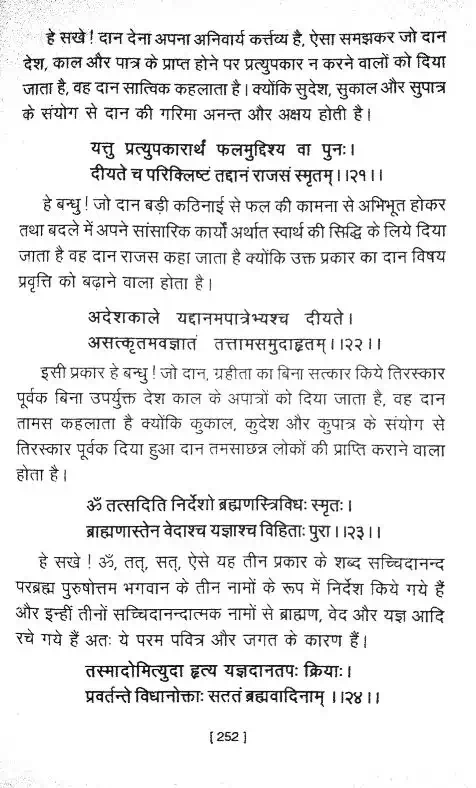 हे सखे ! दान देना अपना अनिवार्य कर्त्तव्य है, ऐसा समझकर जो दान
देश, काल और पात्र के प्राप्त होने पर प्रत्युपकार न करने वालों को दिया
जाता है, वह दान सात्विक कहलाता है। क्योंकि सुदेश, सुकाल और सुपात्र
के संयोग से दान की गरिमा अनन्त और अक्षय होती है।
यत्तु प्रत्युपकारार्थं फलमुद्दिश्य वा पुनः।
दीयते च परिक्लिष्टं तद्दानं राजसं स्मृतम्।।२१।।
हे बन्धु ! जो दान बड़ी कठिनाई से फल की कामना से अभिभूत होकर
तथा बदले में अपने सांसारिक कार्यो अर्थात स्वार्थ की सिद्धि के लिये दिया
जाता है वह दान राजस कहा जाता है क्योंकि उक्त प्रकार का दान विषय
प्रवृत्ति को बढ़ाने वाला होता है।
अदेशकाले यद्दानमपात्रेभ्यश्च दीयते।
असत्कृतमवज्ञातं तत्तामसमुदाहृतम्।।२२।।
इसी प्रकार हे बन्धु ! जो दान, ग्रहीता का बिना सत्कार किये तिरस्कार
पूर्वक बिना उपर्युक्त देश काल के अपात्रों को दिया जाता है, वह दान
तामस कहलाता है क्योंकि कुकाल, कुदेश और कुपात्र के संयोग से
तिरस्कार पूर्वक दिया हुआ दान तमसाछन्न लोकों की प्राप्ति कराने वाला
होता है।
ॐ तत्सदिति निर्देशो ब्रह्मणस्त्रिविधः स्मृतः।
ब्राह्मणास्तेन वेदाश्च यज्ञाश्च विहिताः पुरा।।२३।।
हे सखे ! ॐ, तत्, सत्, ऐसे यह तीन प्रकार के शब्द सच्चिदानन्द
परब्रह्म पुरुषोत्तम भगवान के तीन नामों के रूप में निर्देश किये गये हैं
और इन्हीं तीनों सच्चिदानन्दात्मक नामों से ब्राह्मण, वेद और यज्ञ आदि
रचे गये हैं अतः ये परम पवित्र और जगत के कारण हैं।
तस्मादोमित्युदा हृत्य यज्ञदानतपः क्रियाः।
प्रवर्तन्ते विधानोक्ताः सततं ब्रह्मवादिनाम्।।२४।।
[ 252 ]